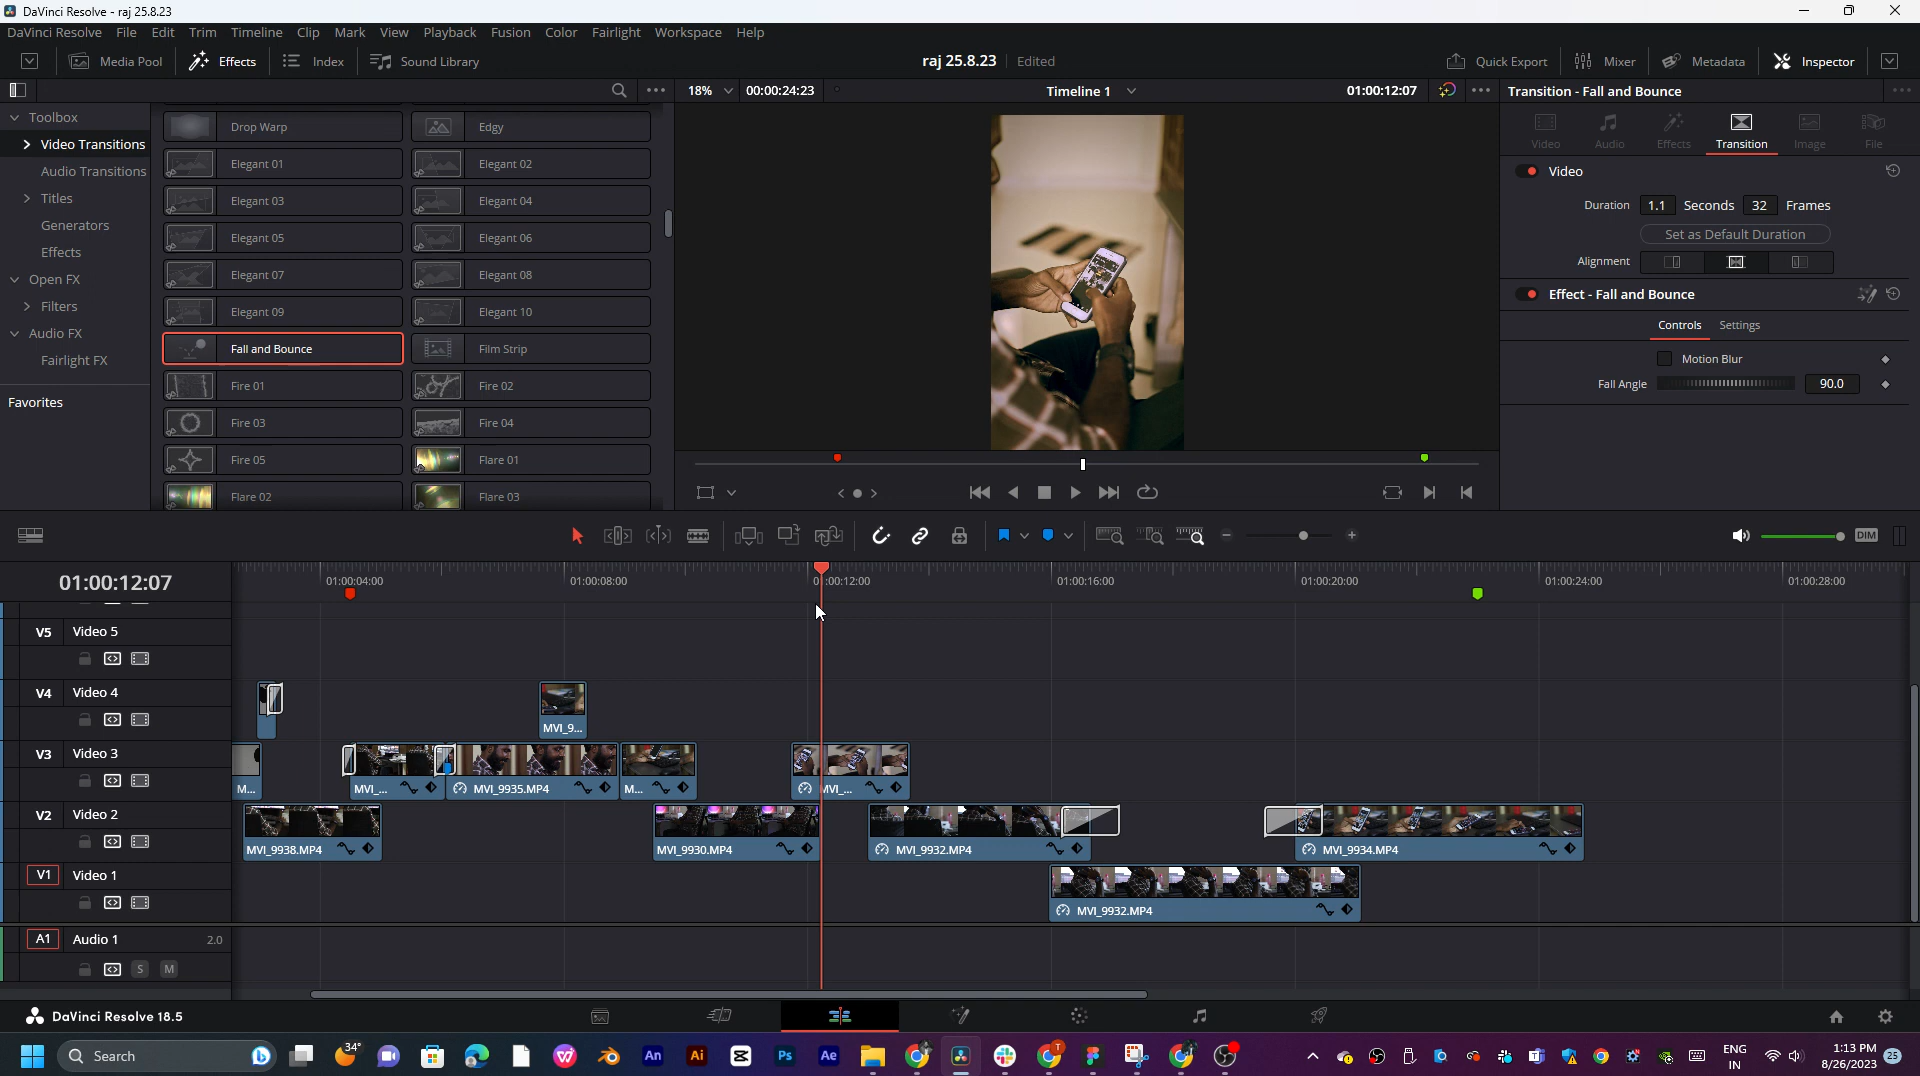 DaVinci Resolve - raj 25.8.23
DaVinci Resolve File Edit Trim Timeline Clip Mark View Playback Fusion Color Fairlight Workspace Help
Media Pool Effects Index Sound Library
raj 25.8.23 Edited
Quick Export Mixer Metadata Inspector
18% 00:00:24:23 Timeline 1 01:00:12:07
Transition - Fall and Bounce
Toolbox
Video Transitions
Audio Transitions
Titles
Generators
Effects
Open FX
Filters
Audio FX
Fairlight FX
Favorites
Drop Warp Edgy
Elegant 01 Elegant 02
Elegant 03 Elegant 04
Elegant 05 Elegant 06
Elegant 07 Elegant 08
Elegant 09 Elegant 10
Fall and Bounce Film Strip
Fire 01 Fire 02
Fire 03 Fire 04
Fire 05 Flare 01
Flare 02 Flare 03
Video Audio Effects Transition Image File
Video
Duration 1.1 Seconds 32 Frames
Set as Default Duration
Alignment
Effect - Fall and Bounce
Controls Settings
Motion Blur
Fall Angle 90.0
DIM
01:00:12:07
01:00:04:00 01:00:08:00 01:00:12:00 01:00:16:00 01:00:20:00 01:00:24:00 01:00:28:00
V5 Video 5
V4 Video 4
MVI_9...
V3 Video 3
M... MVI_... MVI_9935.MP4 M... MVI_...
V2 Video 2
MVI_9938.MP4 MVI_9930.MP4 MVI_9932.MP4 MVI_9934.MP4
V1 Video 1
MVI_9932.MP4
A1 Audio 1 2.0
S M
DaVinci Resolve 18.5
Search
34°
An Ai Ps Ae
ENG
IN
1:13 PM
8/26/2023
25